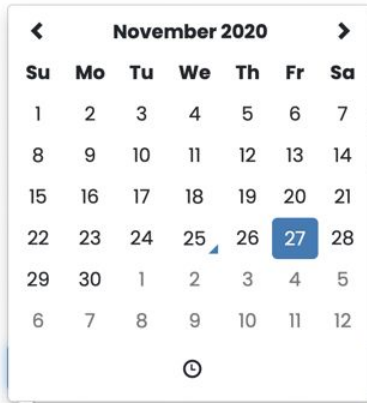 November 2020
Su Mo Tu We Th Fr Sa
1 2 3 4 5 6 7
8 9 10 11 12 13 14
15 16 17 18 19 20 21
22 23 24 25 26 27 28
29 30 1 2 3 4 5
6 7 8 9 10 11 12